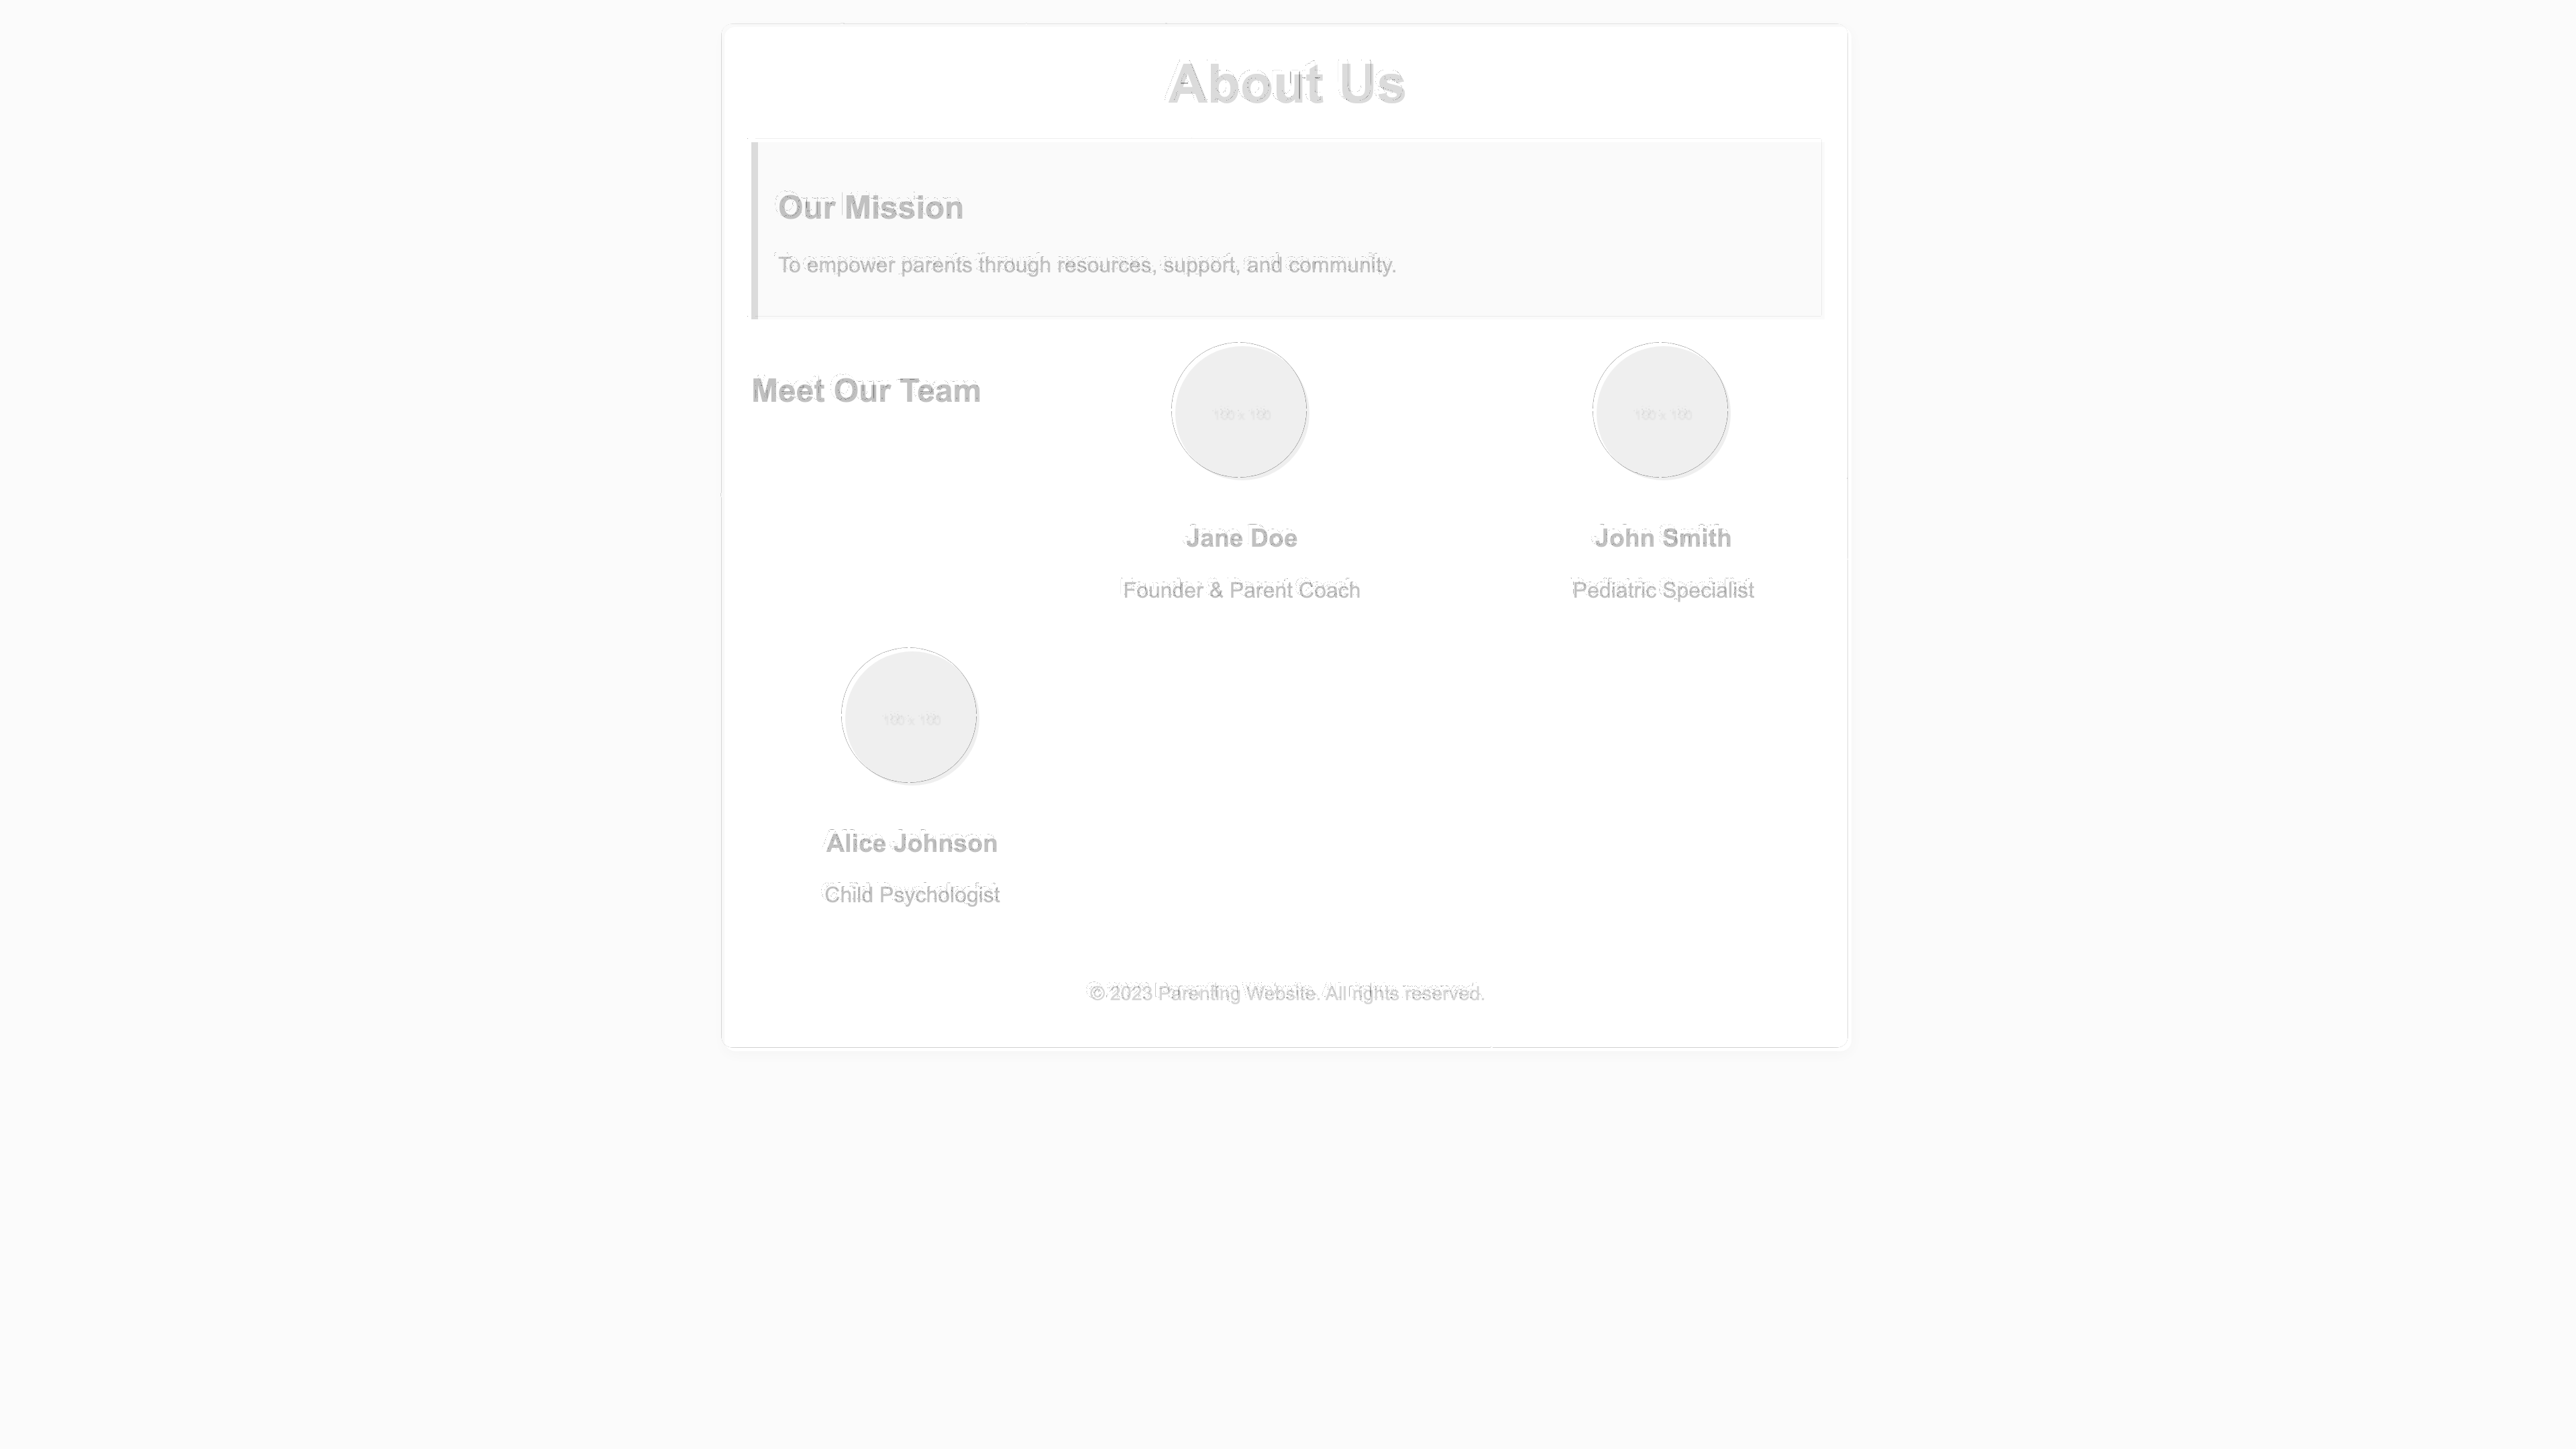 About Us
Our Mission
To empower parents through resources, support, and community.
Meet Our Team
100 x 100
100 x 100
Jane Doe
John Smith
Founder & Parent Coach
Pediatric Specialist
100 x 100
Alice Johnson
Child Psychologist
© 2023 Parenting Website. All rights reserved.